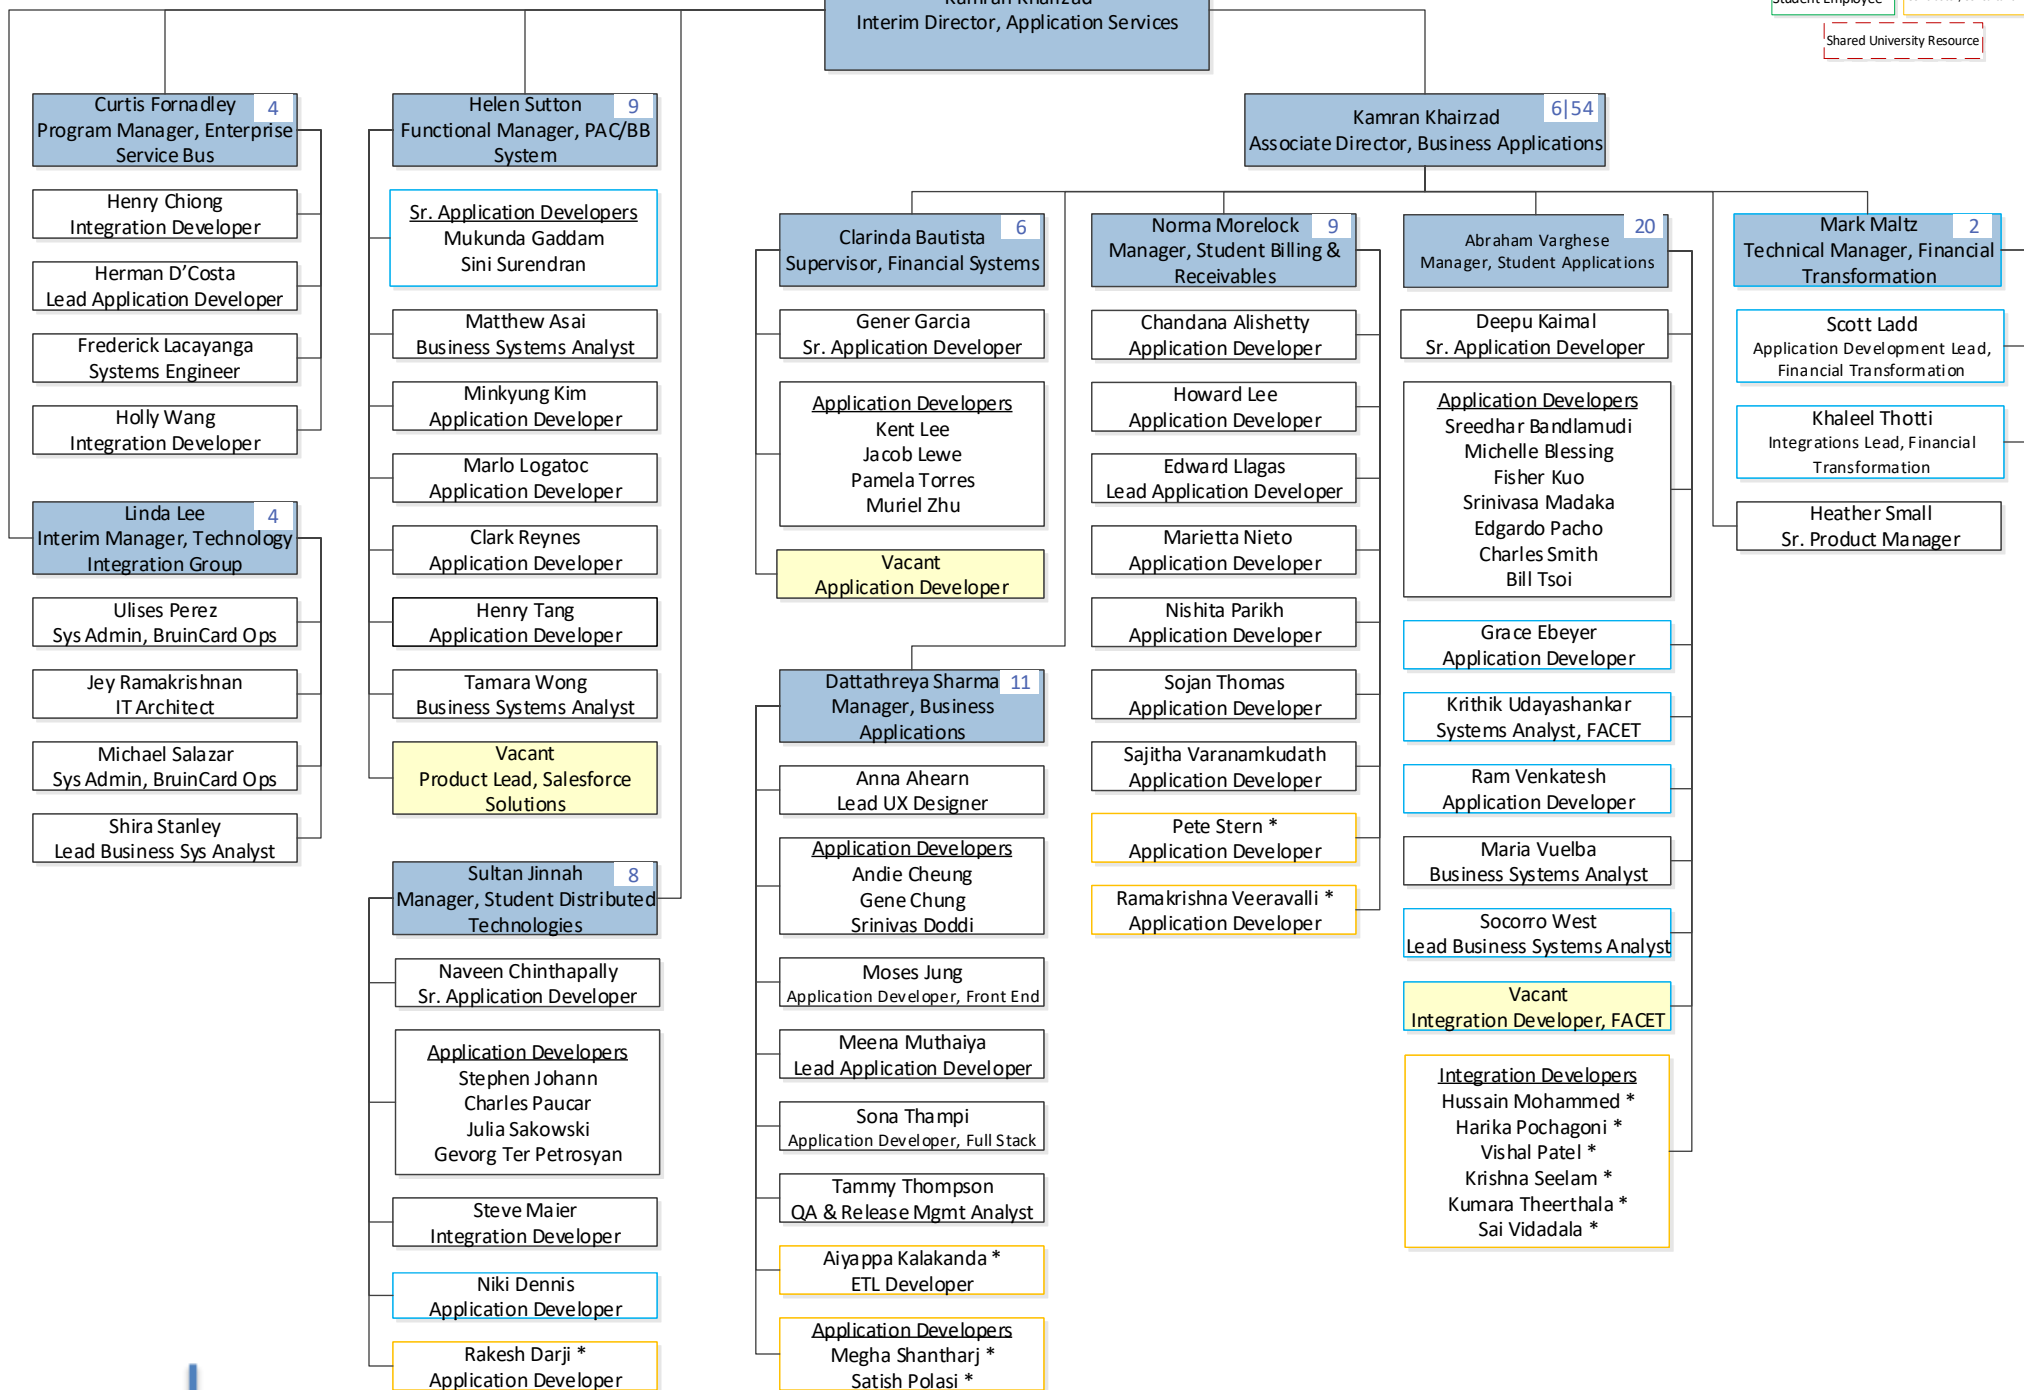 Kamran Khairzad
Interim Director, Application Services
Student Employee
Shared University Resource
Curtis Fornadley
4
Program Manager, Enterprise
Service Bus
Henry Chiong
Integration Developer
Herman D’Costa
Lead Application Developer
Frederick Lacayanga
Systems Engineer
Holly Wang
Integration Developer
Linda Lee
4
Interim Manager, Technology
Integration Group
Ulises Perez
Sys Admin, BruinCard Ops
Jey Ramakrishnan
IT Architect
Michael Salazar
Sys Admin, BruinCard Ops
Shira Stanley
Lead Business Sys Analyst
Helen Sutton
9
Functional Manager, PAC/BB
System
Sr. Application Developers
Mukunda Gaddam
Sini Surendran
Matthew Asai
Business Systems Analyst
Minkyung Kim
Application Developer
Marlo Logatoc
Application Developer
Clark Reynes
Application Developer
Henry Tang
Application Developer
Tamara Wong
Business Systems Analyst
Vacant
Product Lead, Salesforce
Solutions
Sultan Jinnah
8
Manager, Student Distributed
Technologies
Naveen Chinthapally
Sr. Application Developer
Application Developers
Stephen Johann
Charles Paucar
Julia Sakowski
Gevorg Ter Petrosyan
Steve Maier
Integration Developer
Niki Dennis
Application Developer
Rakesh Darji *
Application Developer
Kamran Khairzad
6|54
Associate Director, Business Applications
Clarinda Bautista
6
Supervisor, Financial Systems
Gener Garcia
Sr. Application Developer
Application Developers
Kent Lee
Jacob Lewe
Pamela Torres
Muriel Zhu
Vacant
Application Developer
Dattathreya Sharma
11
Manager, Business
Applications
Anna Ahearn
Lead UX Designer
Application Developers
Andie Cheung
Gene Chung
Srinivas Doddi
Moses Jung
Application Developer, Front End
Meena Muthaiya
Lead Application Developer
Sona Thampi
Application Developer, Full Stack
Tammy Thompson
QA & Release Mgmt Analyst
Aiyappa Kalakanda *
ETL Developer
Application Developers
Megha Shantharj *
Satish Polasi *
Norma Morelock
9
Manager, Student Billing &
Receivables
Chandana Alishetty
Application Developer
Howard Lee
Application Developer
Edward Llagas
Lead Application Developer
Marietta Nieto
Application Developer
Nishita Parikh
Application Developer
Sojan Thomas
Application Developer
Sajitha Varanamkudath
Application Developer
Pete Stern *
Application Developer
Ramakrishna Veeravalli *
Application Developer
Abraham Varghese
20
Manager, Student Applications
Deepu Kaimal
Sr. Application Developer
Application Developers
Sreedhar Bandlamudi
Michelle Blessing
Fisher Kuo
Srinivasa Madaka
Edgardo Pacho
Charles Smith
Bill Tsoi
Grace Ebeyer
Application Developer
Krithik Udayashankar
Systems Analyst, FACET
Ram Venkatesh
Application Developer
Maria Vuelba
Business Systems Analyst
Socorro West
Lead Business Systems Analyst
Vacant
Integration Developer, FACET
Integration Developers
Hussain Mohammed *
Harika Pochagoni *
Vishal Patel *
Krishna Seelam *
Kumara Theerthala *
Sai Vidadala *
Mark Maltz
2
Technical Manager, Financial
Transformation
Scott Ladd
Application Development Lead,
Financial Transformation
Khaleel Thotti
Integrations Lead, Financial
Transformation
Heather Small
Sr. Product Manager